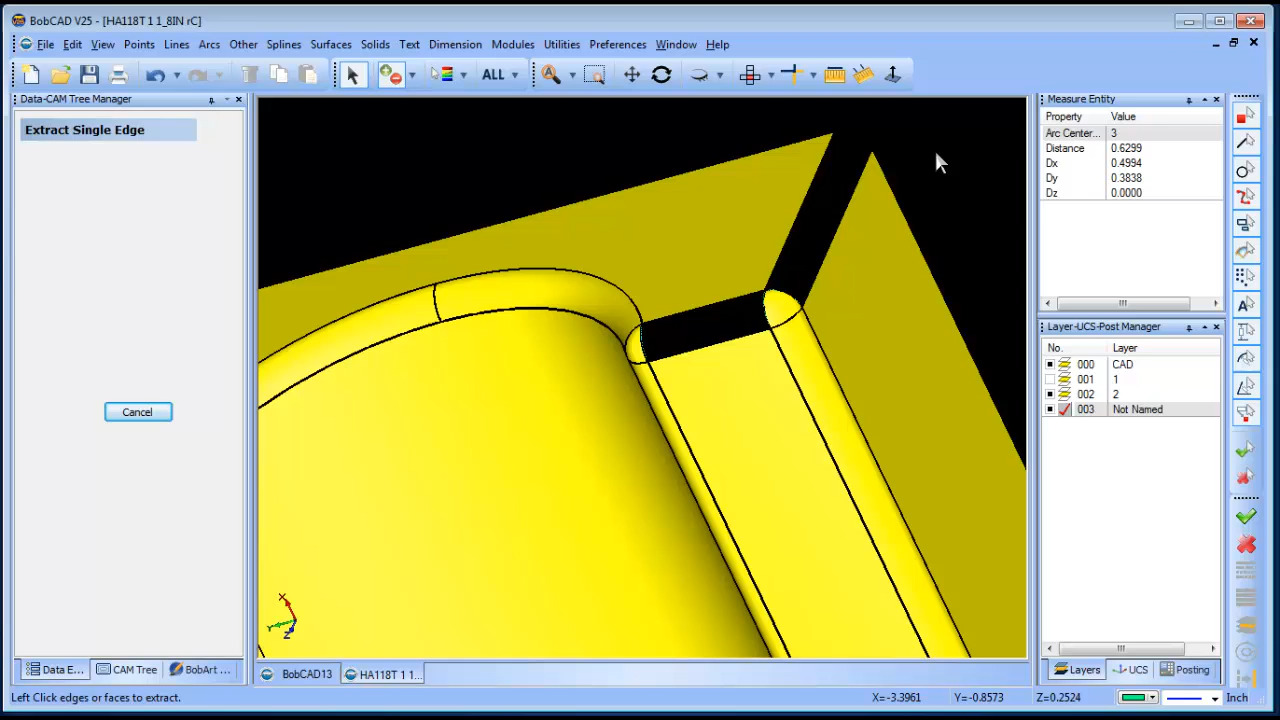 BobCAD V25 - [HA118T 1 1_8IN rC]
File Edit View Points Lines Arcs Other Splines Surfaces Solids Text Dimension Modules Utilities Preferences Window Help
ALL
Data-CAM Tree Manager
Extract Single Edge
Cancel
Data E... CAM Tree BobArt ...
X
Y
Z
BobCAD13 HA118T 1 1...
Measure Entity
Property Value
Arc Center... 3
Distance 0.6299
Dx 0.4994
Dy 0.3838
Dz 0.0000
Layer-UCS-Post Manager
No. Layer
000 CAD
001 1
002 2
003 Not Named
Layers UCS Posting
A
Left Click edges or faces to extract. X=-3.3961 Y=-0.8573 Z=0.2524 Inch